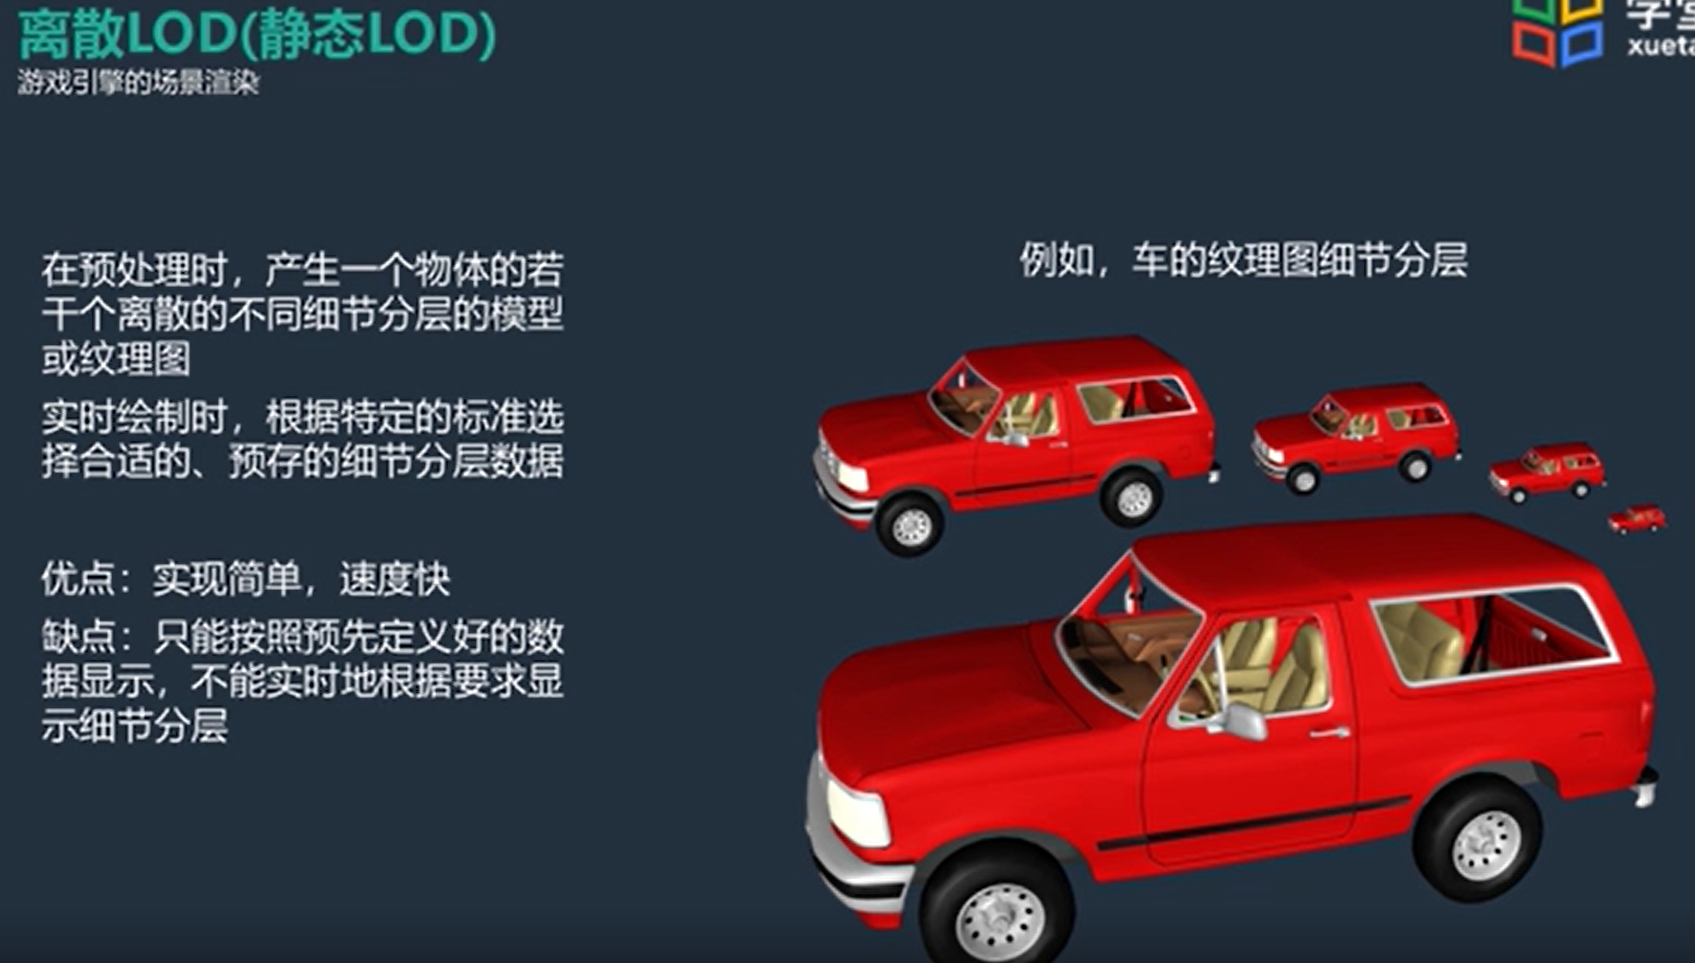 离散LOD(静态LOD)
游戏引擎的场景渲染
学堂
xueta
在预处理时，产生一个物体的若
干个离散的不同细节分层的模型
或纹理图
实时绘制时，根据特定的标准选
择合适的、预存的细节分层数据
优点：实现简单，速度快
缺点：只能按照预先定义好的数
据显示，不能实时地根据要求显
示细节分层
例如，车的纹理图细节分层